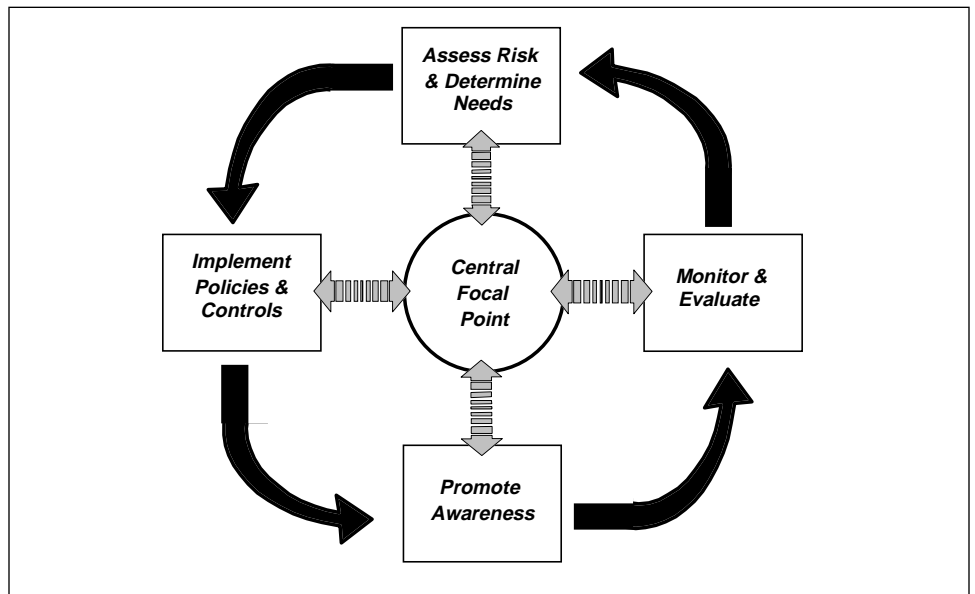 Assess Risk
& Determine
Needs
Implement
Policies &
Controls
Central
Focal
Point
Monitor &
Evaluate
Promote
Awareness